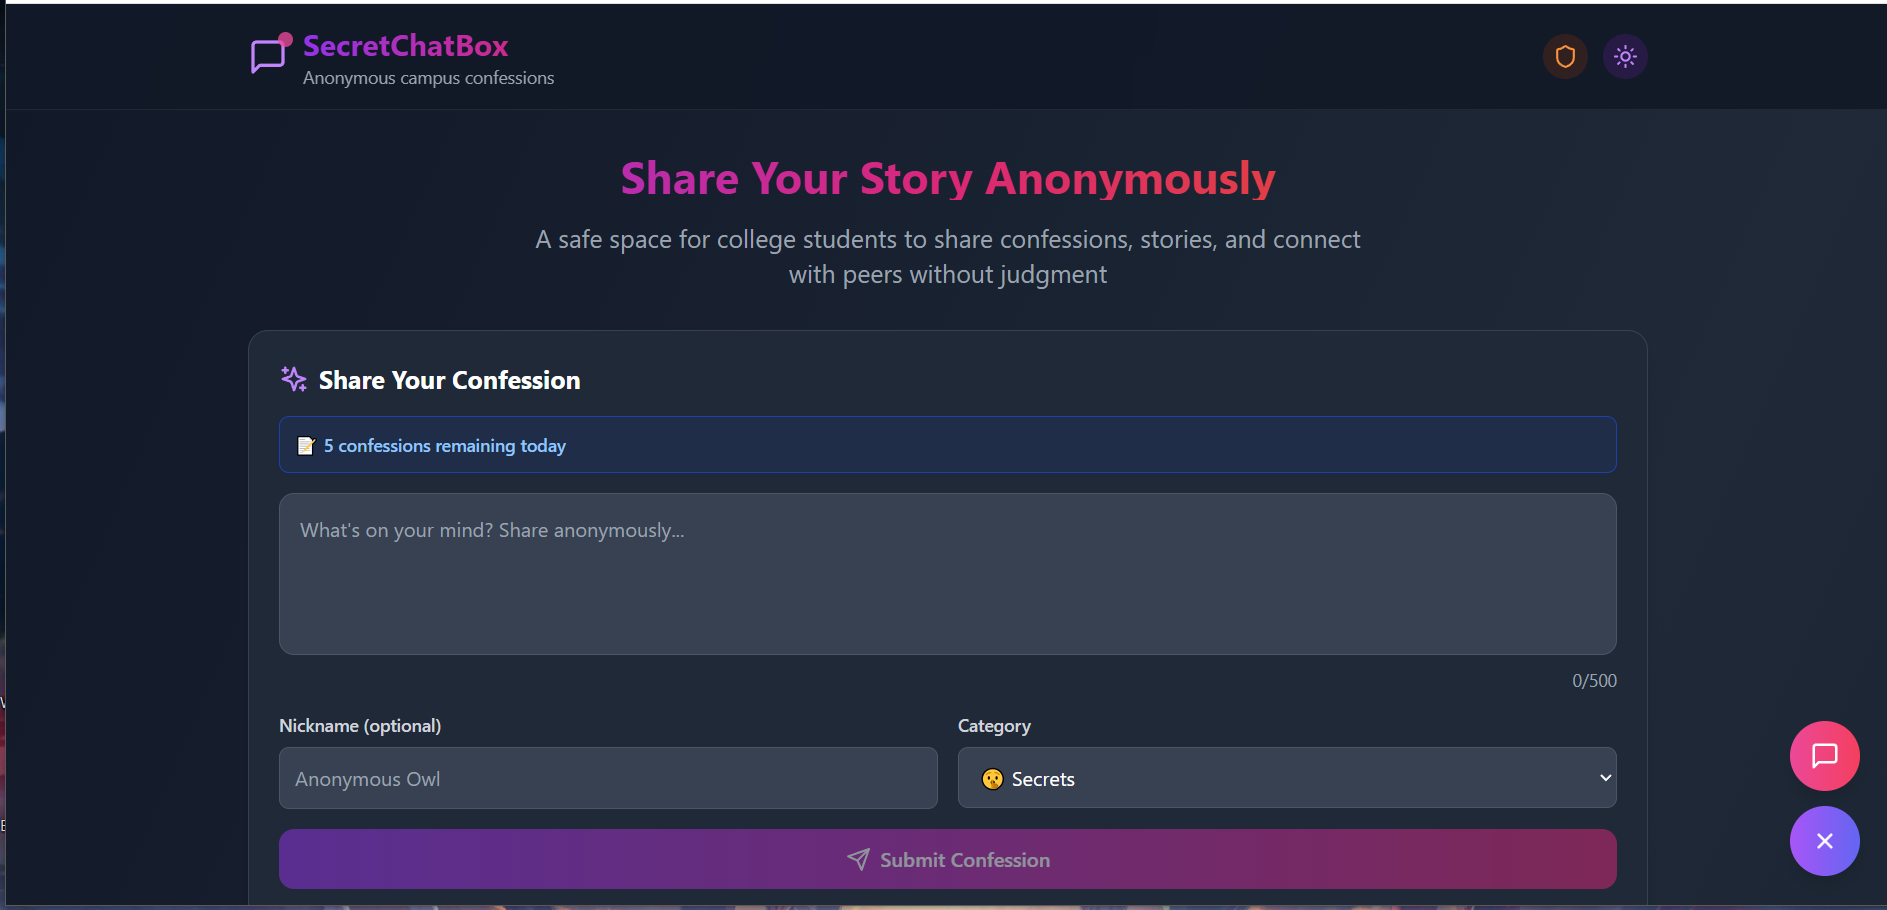 SecretChatBox
Anonymous campus confessions
Share Your Story Anonymously
A safe space for college students to share confessions, stories, and connect
with peers without judgment
Share Your Confession
5 confessions remaining today
What's on your mind? Share anonymously...
0/500
Nickname (optional)
Category
Anonymous Owl
Secrets
Submit Confession